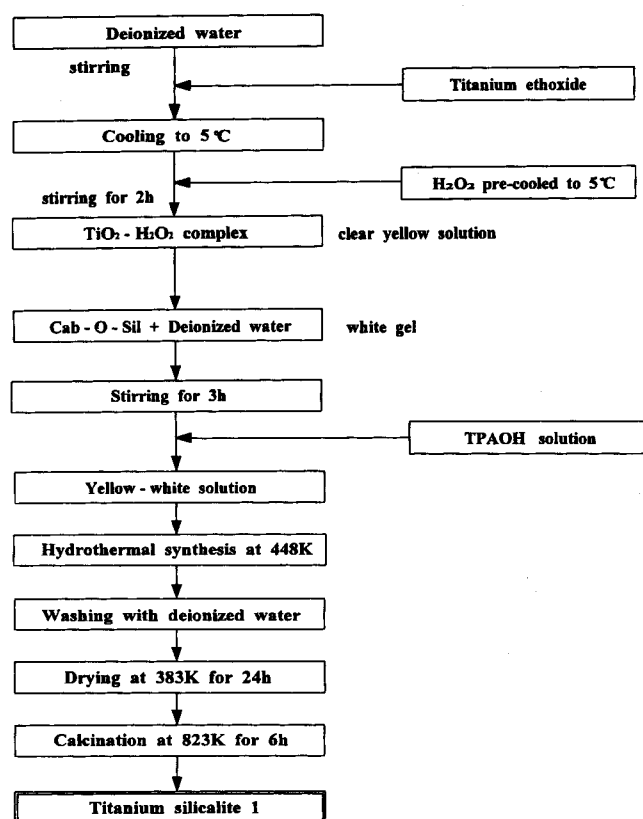 Deionized water
stirring
Titanium ethoxide
Cooling to 5℃
H₂O₂ pre-cooled to 5℃
stirring for 2h
TiO₂ - H₂O₂ complex
clear yellow solution
Cab - O - Sil + Deionized water
white gel
Stirring for 3h
TPAOH solution
Yellow - white solution
Hydrothermal synthesis at 448K
Washing with deionized water
Drying at 383K for 24h
Calcination at 823K for 6h
Titanium silicalite 1